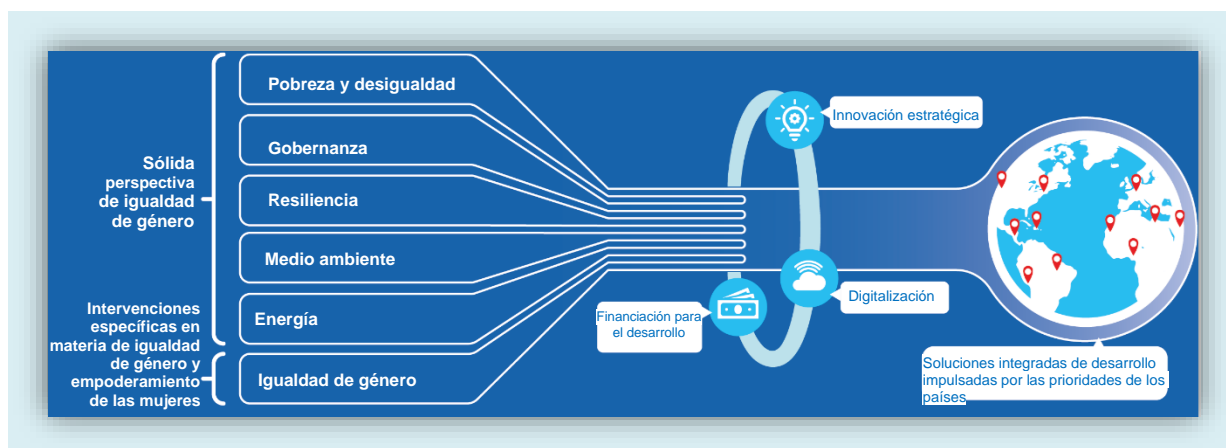 Sólida
perspectiva
de igualdad
de género
Intervenciones
específicas en
materia de igualdad
de género y
empoderamiento
de las mujeres
Pobreza y desigualdad
Gobernanza
Resiliencia
Medio ambiente
Energía
Igualdad de género
Innovación estratégica
Digitalización
Financiación para
el desarrollo
Soluciones integradas de desarrollo
impulsadas por las prioridades de los
países